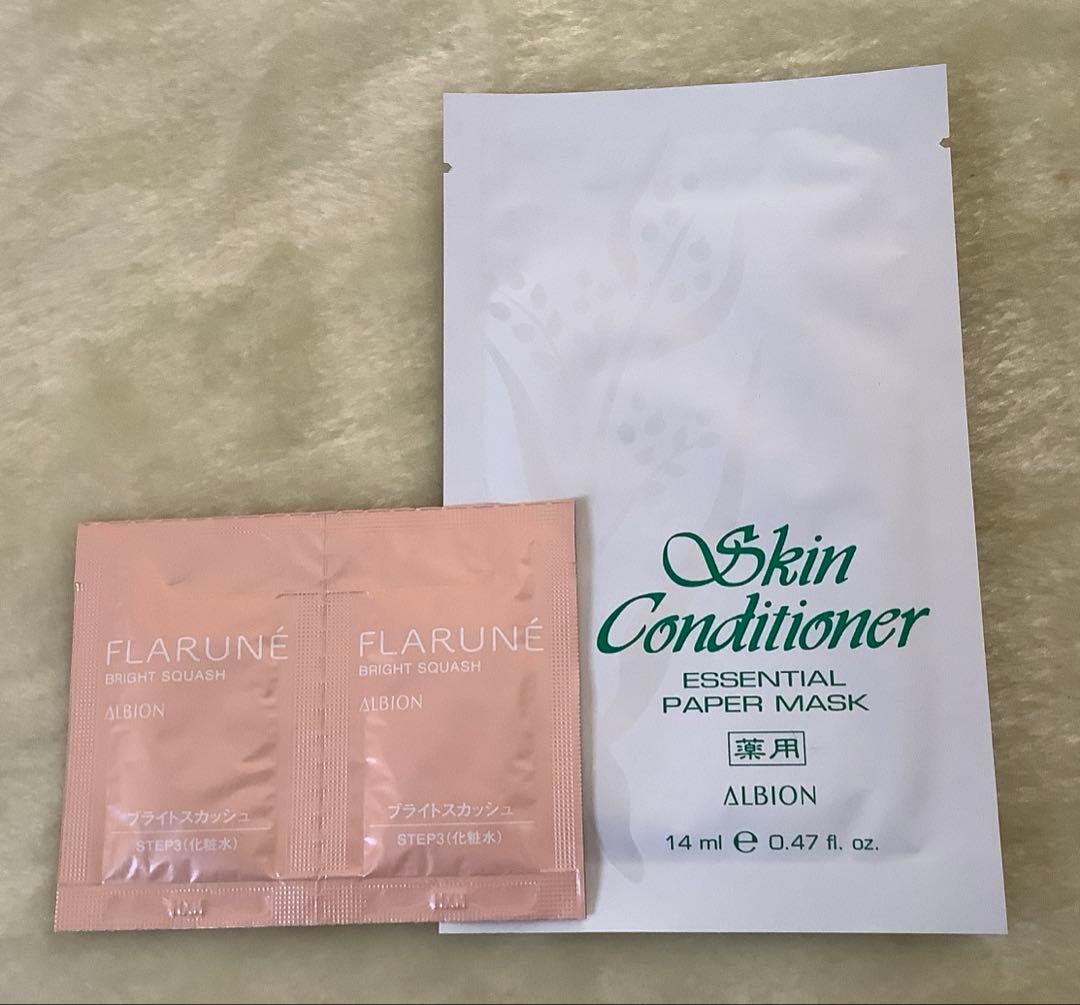 FLARUNÉ
BRIGHT SQUASH
ALBION
ブライトスカッシュ
STEP3(化粧水)
FLARUNÉ
BRIGHT SQUASH
ALBION
ブライトスカッシュ
STEP3(化粧水)
Skin
Conditioner
ESSENTIAL
PAPER MASK
薬用
ALBION
14 ml ℮ 0.47 fl. oz.